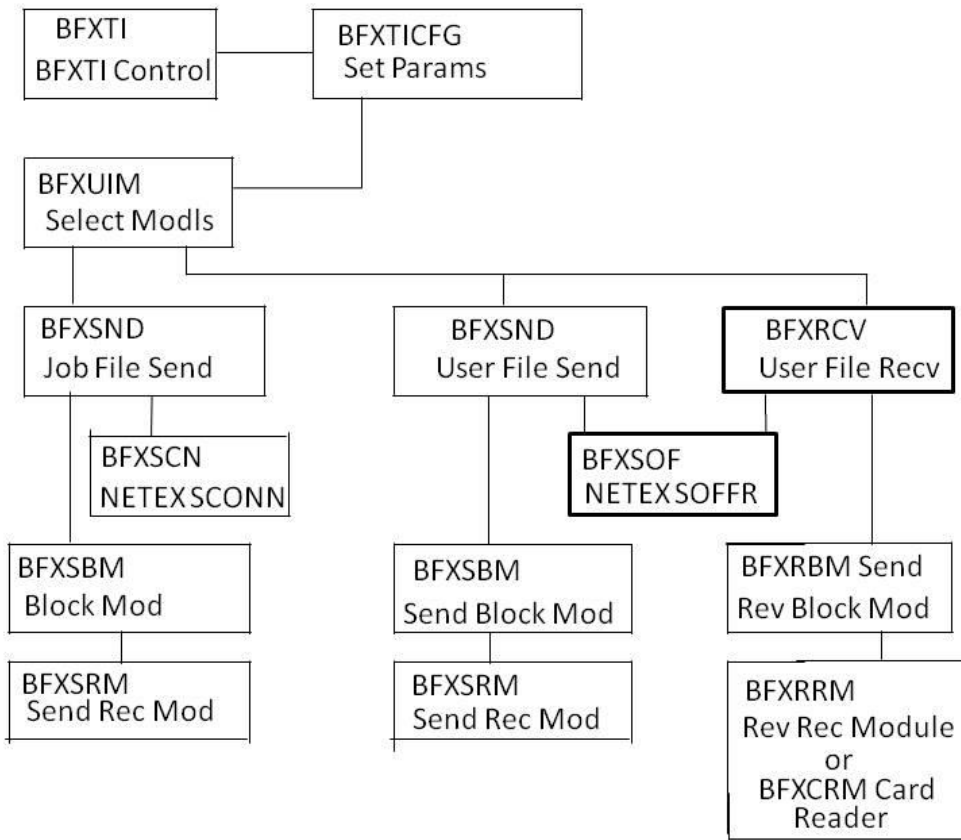 BFXTI
BFXTI Control
BFXTICFG
Set Params
BFXUIM
Select Modls
BFXSND
Job File Send
BFXSND
User File Send
BFXRCV
User File Recv
BFXSCN
NETEX SCONN
BFXSOF
NETEX SOFFR
BFXSBM
Block Mod
BFXSBM
Send Block Mod
BFXRBM Send
Rev Block Mod
BFXSRM
Send Rec Mod
BFXSRM
Send Rec Mod
BFXRRM
Rev Rec Module
or
BFXCRM Card
Reader